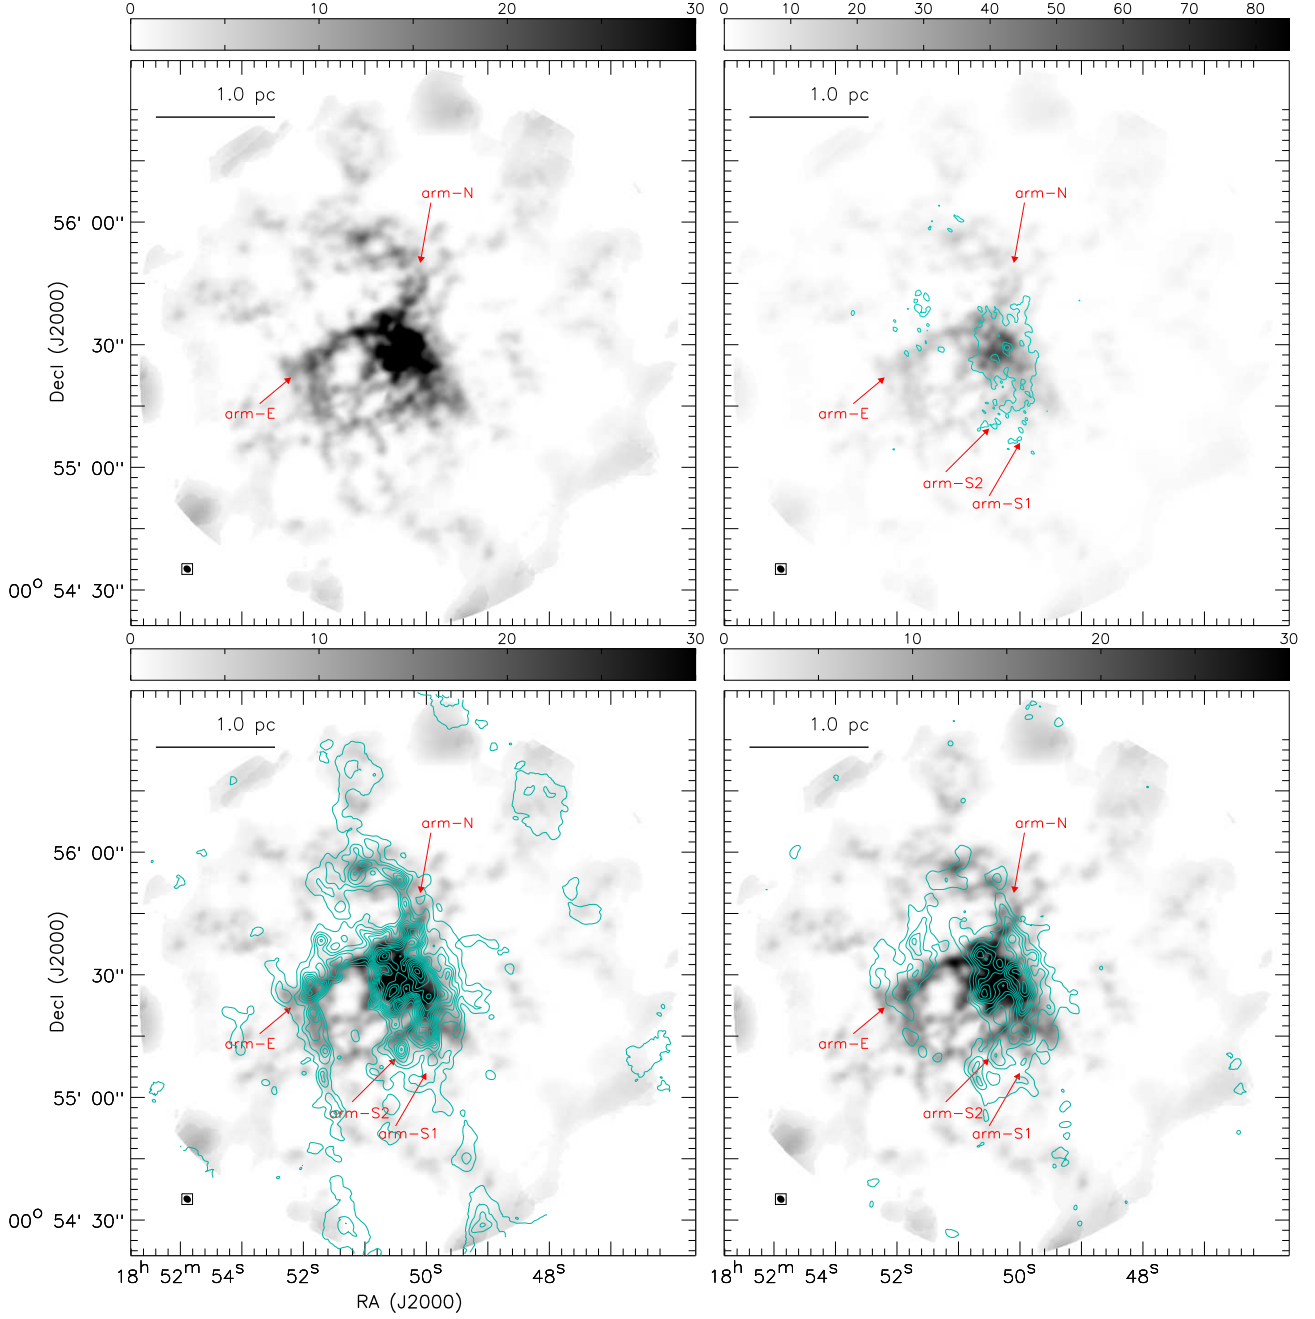 0 10 20 30
0 10 20 30 40 50 60 70 80
1.0 pc
1.0 pc
arm-N
arm-N
56' 00"
Decl (J2000)
30"
arm-E
arm-E
arm-S2
55' 00"
arm-S1
00° 54' 30"
0 10 20 30
0 10 20 30
1.0 pc
1.0 pc
arm-N
arm-N
56' 00"
Decl (J2000)
30"
arm-E
arm-E
55' 00"
arm-S2
arm-S2
arm-S1
arm-S1
00° 54' 30"
18h 52m 54s 52s 50s 48s
18h 52m 54s 52s 50s 48s
RA (J2000)